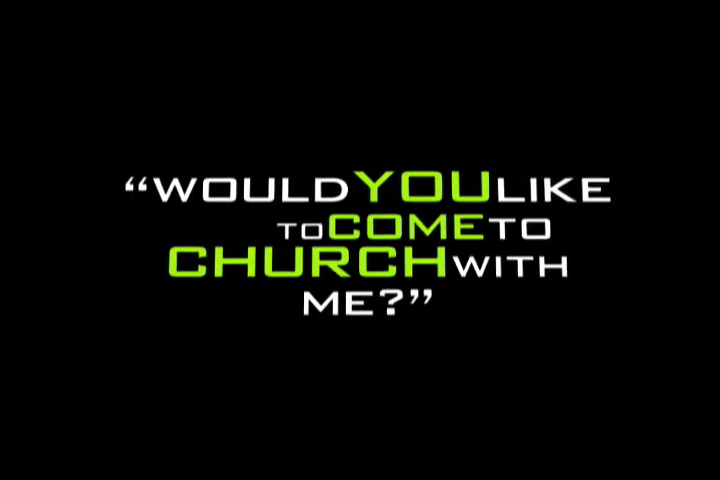 “WOULD YOU LIKE
TO COME TO
CHURCH WITH
ME?”